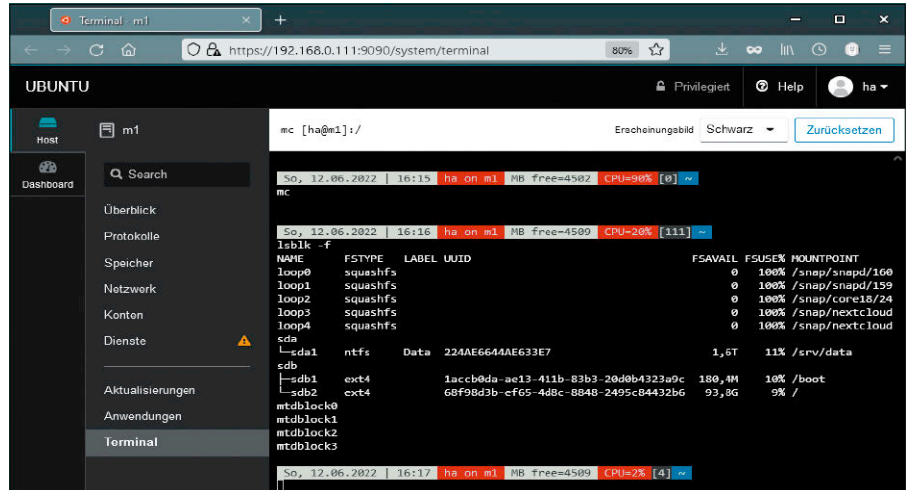 Terminal - m1
https://192.168.0.111:9090/system/terminal 80%
UBUNTU Privilegiert Help ha
Host
Dashboard
m1
Search
Überblick
Protokolle
Speicher
Netzwerk
Konten
Dienste
Aktualisierungen
Anwendungen
Terminal
mc [ha@m1]:/ Erscheinungsbild Schwarz Zurücksetzen
So, 12.06.2022 | 16:15 ha on m1 MB free=4502 CPU=90% [0] ~
mc
So, 12.06.2022 | 16:16 ha on m1 MB free=4509 CPU=20% [111] ~
lsblk -f
NAME FSTYPE LABEL UUID FSAVAIL FSUSE% MOUNTPOINT
loop0 squashfs 0 100% /snap/snapd/160
loop1 squashfs 0 100% /snap/snapd/159
loop2 squashfs 0 100% /snap/core18/24
loop3 squashfs 0 100% /snap/nextcloud
loop4 squashfs 0 100% /snap/nextcloud
sda
└─sda1 ntfs Data 224AE6644AE633E7 1,6T 11% /srv/data
sdb
├─sdb1 ext4 1accb0da-ae13-411b-83b3-20d0b4323a9c 180,4M 10% /boot
└─sdb2 ext4 68f98d3b-ef65-4d8c-8848-2495c84432b6 93,8G 9% /
mtdblock0
mtdblock1
mtdblock2
mtdblock3
So, 12.06.2022 | 16:17 ha on m1 MB free=4509 CPU=2% [4] ~